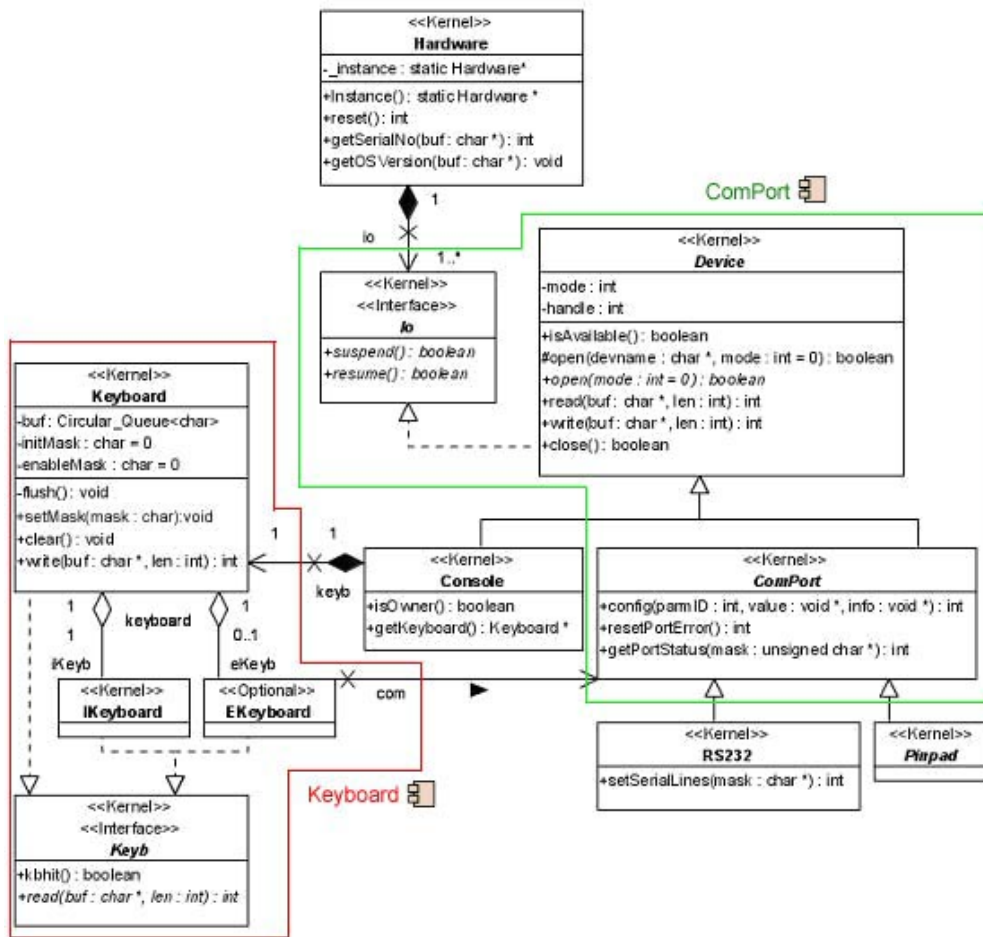 <<Kernel>>
Hardware
-_instance : static Hardware*
+Instance() : static Hardware *
+reset() : int
+getSerialNo(buf : char *) : int
+getOSVersion(buf : char*) : void
1
io
1..*
ComPort
<<Kernel>>
<<Interface>>
Io
+suspend() : boolean
+resume() : boolean
<<Kernel>>
Device
-mode : int
-handle : int
+isAvailable() : boolean
#open(devname : char *, mode : int = 0) : boolean
+open(mode : int = 0) : boolean
+read(buf : char *, len : int) : int
+write(buf : char *, len : int) : int
+close() : boolean
<<Kernel>>
Keyboard
-buf: Circular_Queue<char>
-initMask : char = 0
-enableMask : char = 0
-flush() : void
+setMask(mask : char):void
+clear() : void
+write(buf : char *, len : int) : int
1
1
keyb
<<Kernel>>
Console
+isOwner() : boolean
+getKeyboard() : Keyboard *
<<Kernel>>
ComPort
+config(parmID : int, value : void *, info : void *) : int
+resetPortError() : int
+getPortStatus(mask : unsigned char *) : int
1
keyboard
1
1
0..1
iKeyb
eKeyb
<<Kernel>>
IKeyboard
<<Optional>>
EKeyboard
com
<<Kernel>>
RS232
+setSerialLines(mask : char *) : int
<<Kernel>>
Pinpad
Keyboard
<<Kernel>>
<<Interface>>
Keyb
+kbhit() : boolean
+read(buf : char *, len : int) : int